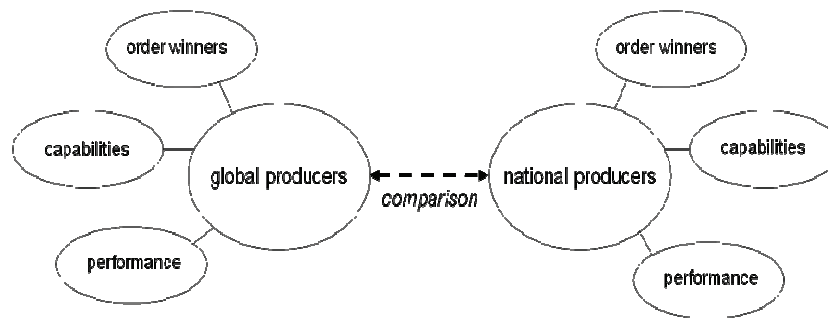 order winners
order winners
capabilities
capabilities
global producers
national producers
comparison
performance
performance